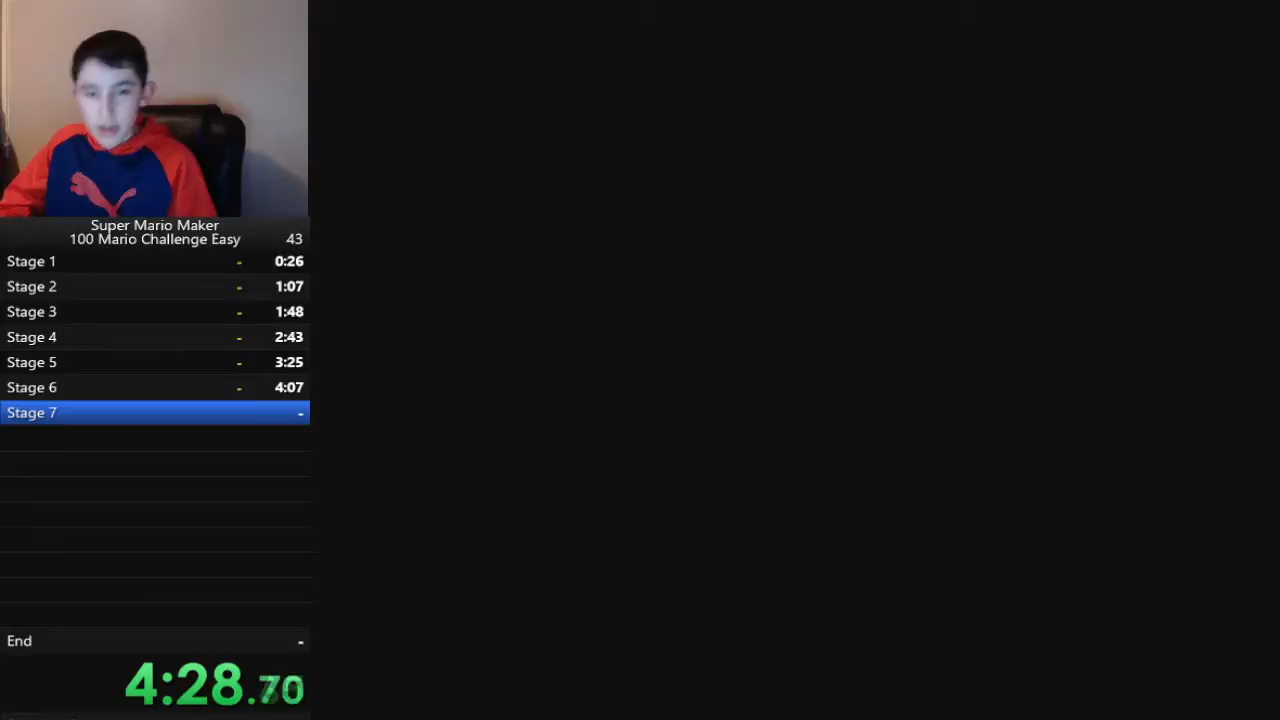 Super Mario Maker
100 Mario Challenge Easy 43
Stage 1 - 0:26
Stage 2 - 1:07
Stage 3 - 1:48
Stage 4 - 2:43
Stage 5 - 3:25
Stage 6 - 4:07
Stage 7 -
End -
4:28.70